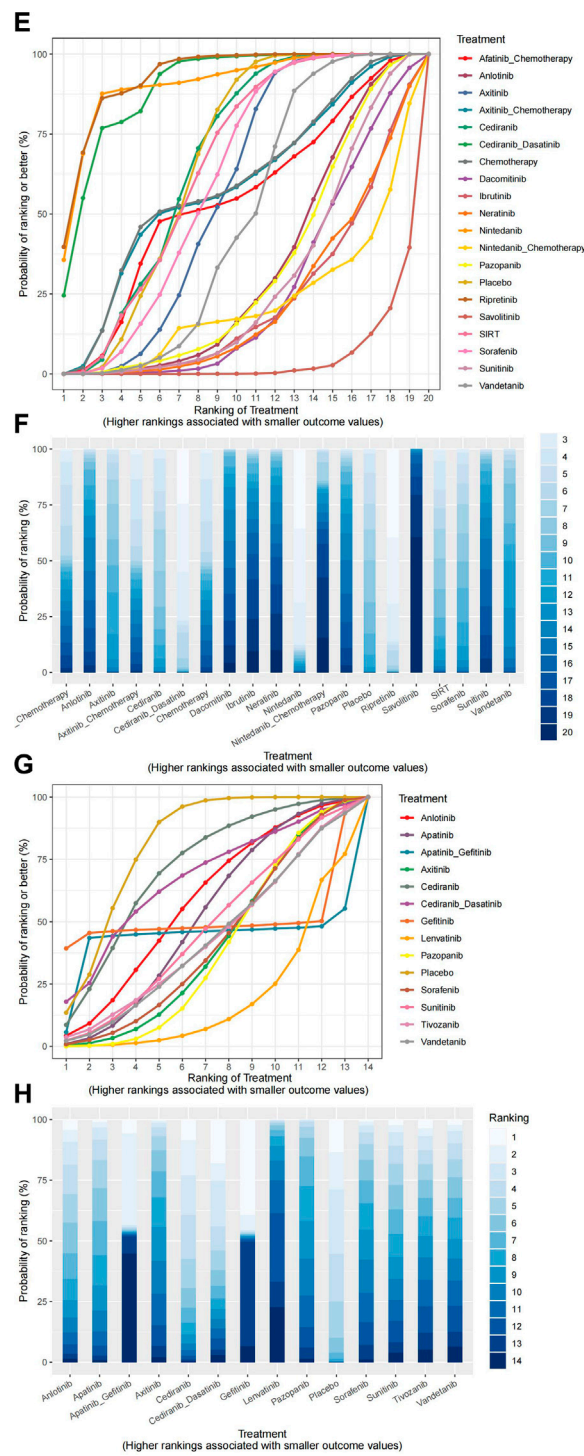 E
Probability of ranking or better (%)
100
75
50
25
0
1 2 3 4 5 6 7 8 9 10 11 12 13 14 15 16 17 18 19 20
Ranking of Treatment
(Higher rankings associated with smaller outcome values)
Treatment
Afatinib_Chemotherapy
Anlotinib
Axitinib
Axitinib_Chemotherapy
Cediranib
Cediranib_Dasatinib
Chemotherapy
Dacomitinib
Ibrutinib
Neratinib
Nintedanib
Nintedanib_Chemotherapy
Pazopanib
Placebo
Ripretinib
Savolitinib
SIRT
Sorafenib
Sunitinib
Vandetanib
F
Probability of ranking (%)
100
75
50
25
0
_Chemotherapy
Anlotinib
Axitinib
Axitinib_Chemotherapy
Cediranib
Cediranib_Dasatinib
Chemotherapy
Dacomitinib
Ibrutinib
Neratinib
Nintedanib
Nintedanib_Chemotherapy
Pazopanib
Placebo
Ripretinib
Savolitinib
SIRT
Sorafenib
Sunitinib
Vandetanib
Treatment
(Higher rankings associated with smaller outcome values)
3
4
5
6
7
8
9
10
11
12
13
14
15
16
17
18
19
20
G
Probability of ranking or better (%)
100
75
50
25
0
1 2 3 4 5 6 7 8 9 10 11 12 13 14
Ranking of Treatment
(Higher rankings associated with smaller outcome values)
Treatment
Anlotinib
Apatinib
Apatinib_Gefitinib
Axitinib
Cediranib
Cediranib_Dasatinib
Gefitinib
Lenvatinib
Pazopanib
Placebo
Sorafenib
Sunitinib
Tivozanib
Vandetanib
H
Probability of ranking (%)
100
75
50
25
0
Anlotinib
Apatinib
Apatinib_Gefitinib
Axitinib
Cediranib
Cediranib_Dasatinib
Gefitinib
Lenvatinib
Pazopanib
Placebo
Sorafenib
Sunitinib
Tivozanib
Vandetanib
Treatment
(Higher rankings associated with smaller outcome values)
Ranking
1
2
3
4
5
6
7
8
9
10
11
12
13
14